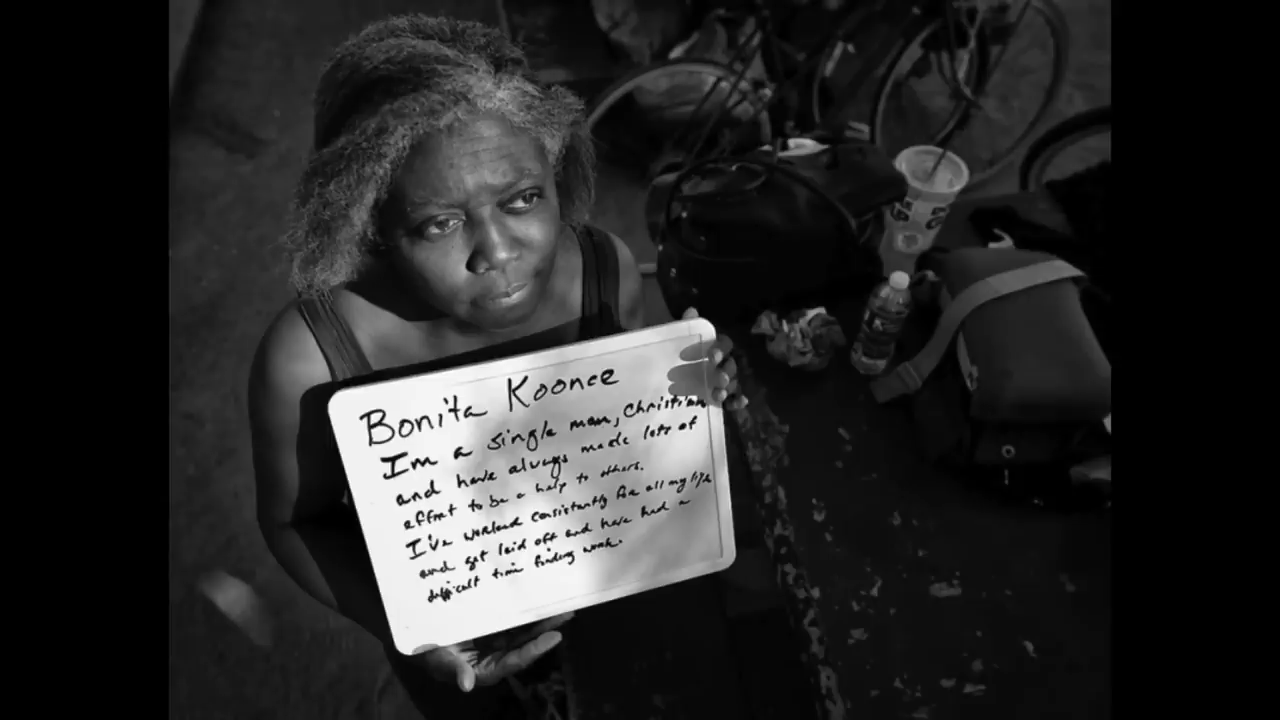 Bonita Koonce
Im a single mom, Christian
and have always made lots of
effort to be a help to others.
I've worked consistantly for all my life
and got laid off and have had a
difficult time finding work.